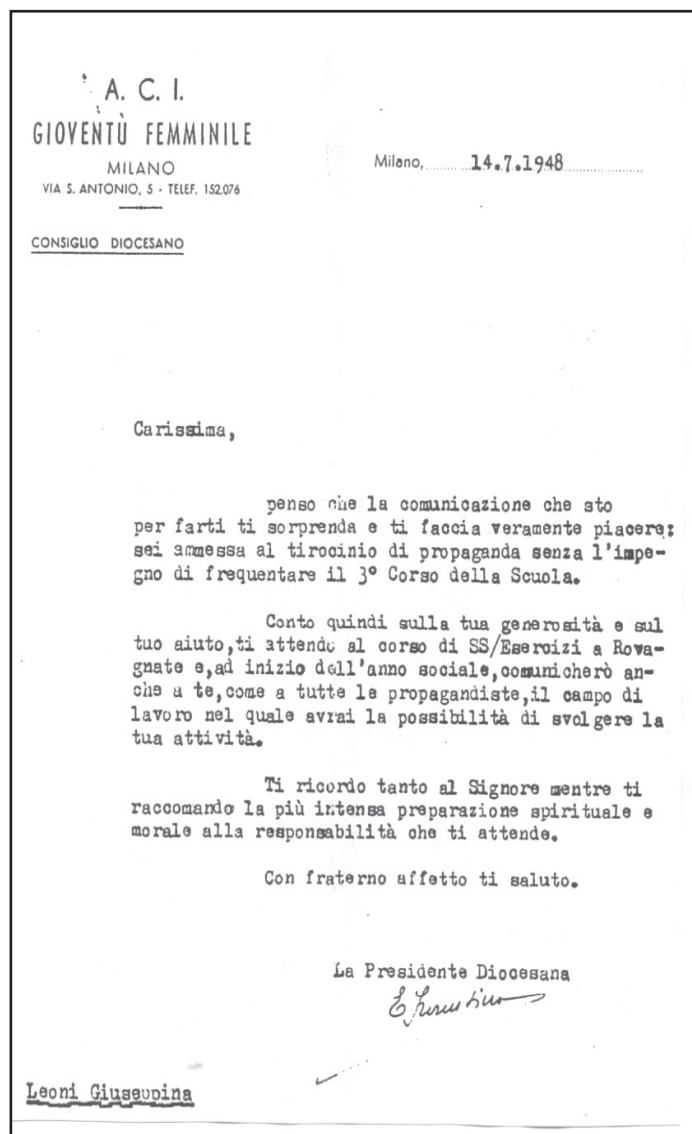 A. C. I.
GIOVENTÙ FEMMINILE
MILANO
VIA S. ANTONIO, 5 - TELEF. 152.076
CONSIGLIO DIOCESANO
Milano, 14.7.1948
Carissima,
penso che la comunicazione che sto
per farti ti sorprenda e ti faccia veramente piacere:
sei ammessa al tirocinio di propaganda senza l'impe-
gno di frequentare il 3º Corso della Scuola.
Conto quindi sulla tua generosità e sul
tuo aiuto,ti attendo al corso di SS/Esercizi a Rova-
gnate e,ad inizio dell'anno sociale,comunicherò an-
che a te,come a tutte le propagandiste,il campo di
lavoro nel quale avrai la possibilità di svolgere la
tua attività.
Ti ricordo tanto al Signore mentre ti
raccomando la più intensa preparazione spirituale e
morale alla responsabilità che ti attende.
Con fraterno affetto ti saluto.
La Presidente Diocesana
Leoni Giuseppina